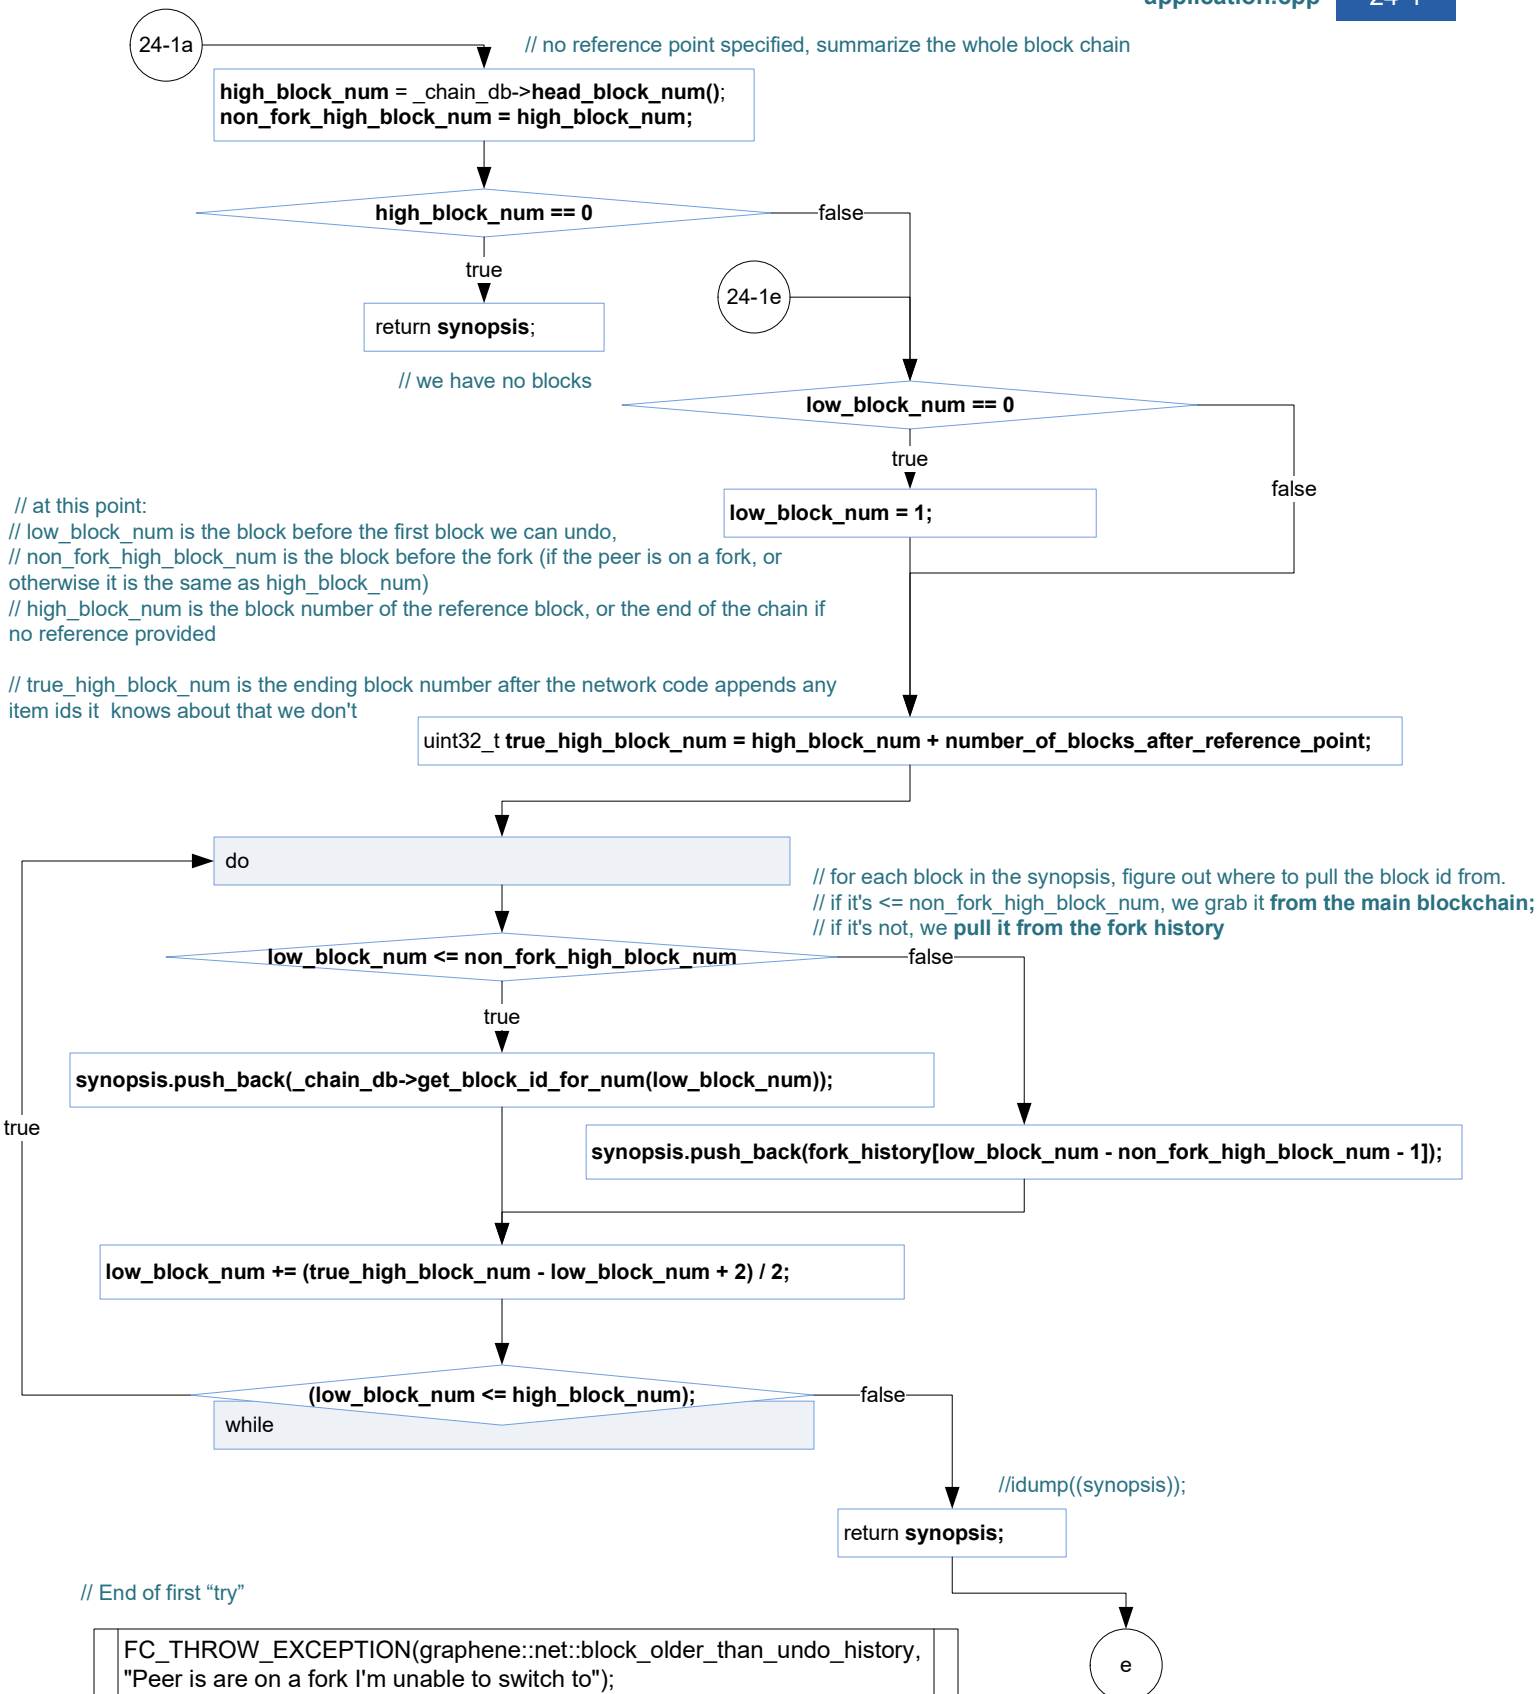 application.cpp
24-1
24-1a
// no reference point specified, summarize the whole block chain
high_block_num = _chain_db->head_block_num();
non_fork_high_block_num = high_block_num;
high_block_num == 0
false
true
24-1e
return synopsis;
// we have no blocks
low_block_num == 0
true
false
low_block_num = 1;
// at this point:
// low_block_num is the block before the first block we can undo,
// non_fork_high_block_num is the block before the fork (if the peer is on a fork, or
otherwise it is the same as high_block_num)
// high_block_num is the block number of the reference block, or the end of the chain if
no reference provided
// true_high_block_num is the ending block number after the network code appends any
item ids it  knows about that we don't
uint32_t true_high_block_num = high_block_num + number_of_blocks_after_reference_point;
do
// for each block in the synopsis, figure out where to pull the block id from.
// if it's <= non_fork_high_block_num, we grab it from the main blockchain;
// if it's not, we pull it from the fork history
low_block_num <= non_fork_high_block_num
false
true
synopsis.push_back(_chain_db->get_block_id_for_num(low_block_num));
true
synopsis.push_back(fork_history[low_block_num - non_fork_high_block_num - 1]);
low_block_num += (true_high_block_num - low_block_num + 2) / 2;
(low_block_num <= high_block_num);
false
while
//idump((synopsis));
return synopsis;
// End of first “try”
FC_THROW_EXCEPTION(graphene::net::block_older_than_undo_history,
"Peer is are on a fork I'm unable to switch to");
e